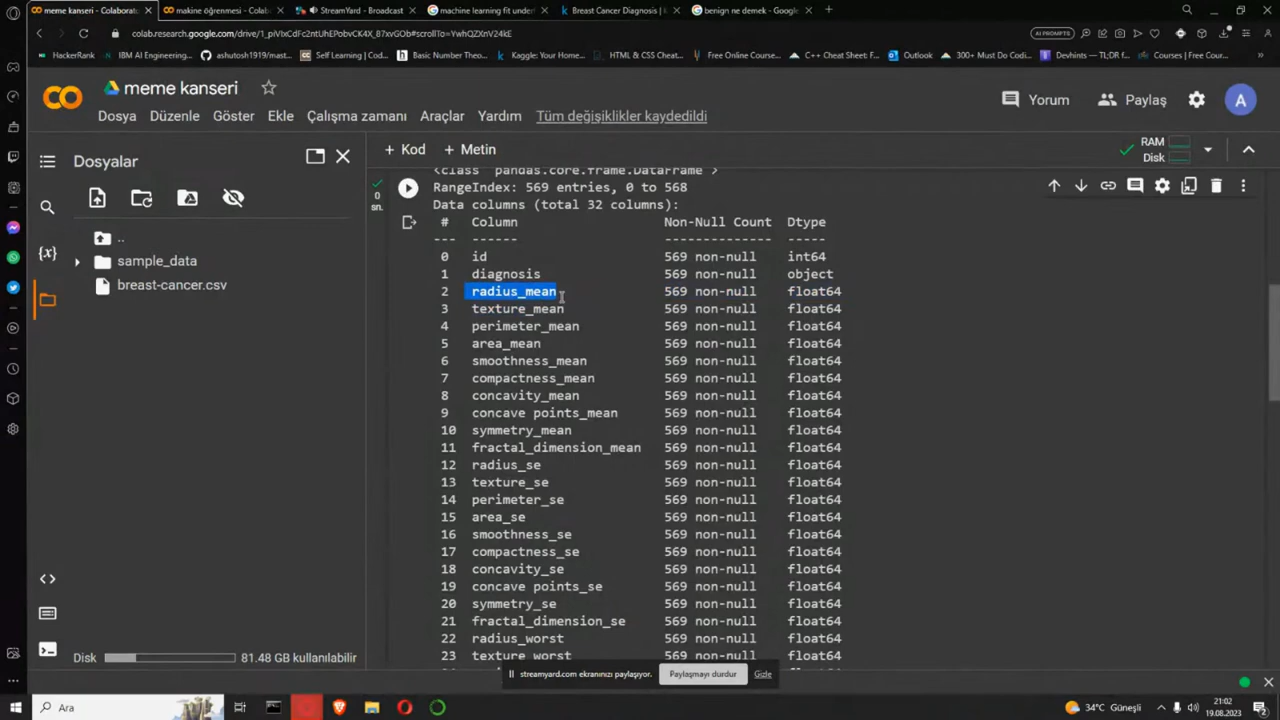 meme kanseri - Colaborato
makine öğrenmesi - Colabo
StreamYard - Broadcast
machine learning fit under
Breast Cancer Diagnosis | k
benign ne demek - Google
colab.research.google.com/drive/1_piVIxCdFc2ntUhEPobvCK4X_87xvGOb#scrollTo=YwhQZXZ24tkE
AI PROMPTS
HackerRank
IBM AI Engineering...
ashutosh1919/mast...
Self Learning | Cod...
Basic Number Theo...
Kaggle: Your Home...
HTML & CSS Cheat...
Free Online Course...
C++ Cheat Sheet: F...
Outlook
300+ Must Do Codi...
Devhints — TL;DR f...
Courses | Free Cour...
meme kanseri
Yorum
Paylaş
A
Dosya
Düzenle
Göster
Ekle
Çalışma zamanı
Araçlar
Yardım
Tüm değişiklikler kaydedildi
Dosyalar
+ Kod
+ Metin
RAM
Disk
..
sample_data
breast-cancer.csv
0
sn.
<class 'pandas.core.frame.DataFrame'>
RangeIndex: 569 entries, 0 to 568
Data columns (total 32 columns):
# Column Non-Null Count Dtype
--- ------ -------------- -----
0 id 569 non-null int64
1 diagnosis 569 non-null object
2 radius_mean 569 non-null float64
3 texture_mean 569 non-null float64
4 perimeter_mean 569 non-null float64
5 area_mean 569 non-null float64
6 smoothness_mean 569 non-null float64
7 compactness_mean 569 non-null float64
8 concavity_mean 569 non-null float64
9 concave points_mean 569 non-null float64
10 symmetry_mean 569 non-null float64
11 fractal_dimension_mean 569 non-null float64
12 radius_se 569 non-null float64
13 texture_se 569 non-null float64
14 perimeter_se 569 non-null float64
15 area_se 569 non-null float64
16 smoothness_se 569 non-null float64
17 compactness_se 569 non-null float64
18 concavity_se 569 non-null float64
19 concave points_se 569 non-null float64
20 symmetry_se 569 non-null float64
21 fractal_dimension_se 569 non-null float64
22 radius_worst 569 non-null float64
23 texture_worst 569 non-null float64
Disk
81.48 GB kullanılabilir
streamyard.com ekranınızı paylaşıyor.
Paylaşmayı durdur
Gizle
Ara
34°C Güneşli
21:02
19.08.2023
2